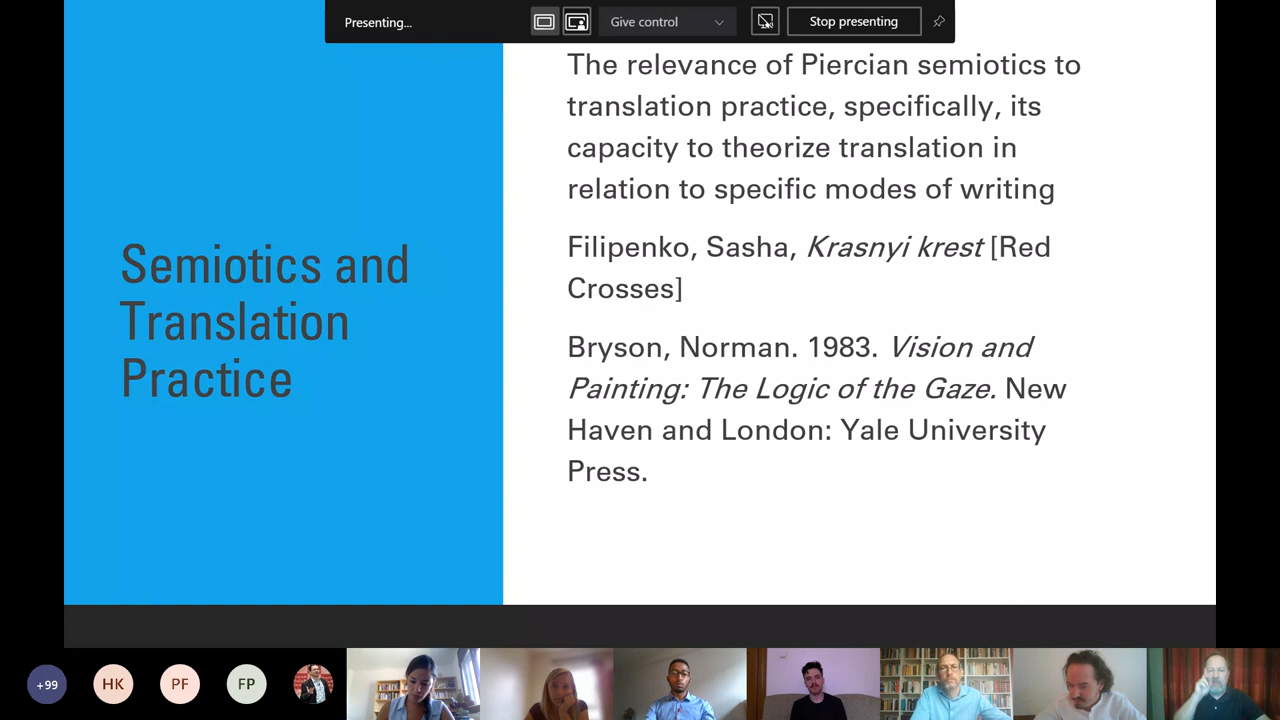 Presenting...
Give control
Stop presenting
Semiotics and
Translation
Practice
The relevance of Piercian semiotics to
translation practice, specifically, its
capacity to theorize translation in
relation to specific modes of writing
Filipenko, Sasha, Krasnyi krest [Red
Crosses]
Bryson, Norman. 1983. Vision and
Painting: The Logic of the Gaze. New
Haven and London: Yale University
Press.
+99
HK
PF
FP